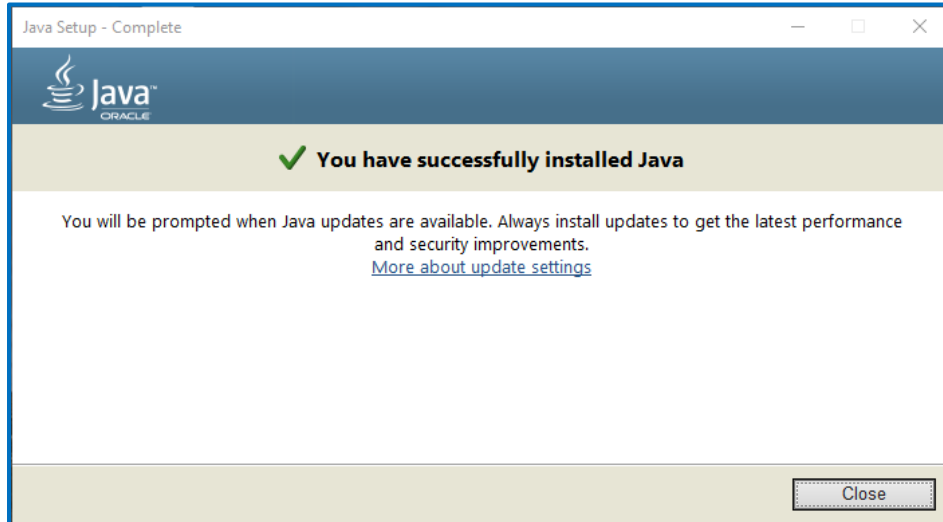 Java Setup - Complete
Java™
ORACLE
You have successfully installed Java
You will be prompted when Java updates are available. Always install updates to get the latest performance
and security improvements.
More about update settings
Close